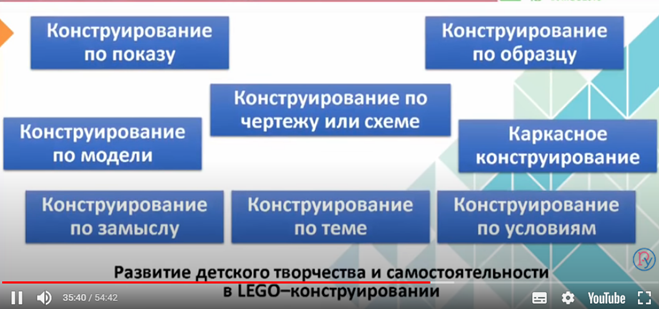 Конструирование
по показу
Конструирование
по образцу
Конструирование по
чертежу или схеме
Конструирование
по модели
Каркасное
конструирование
Конструирование
по замыслу
Конструирование
по теме
Конструирование
по условиям
Развитие детского творчества и самостоятельности
в LEGO–конструировании
35:40 / 54:42
YouTube